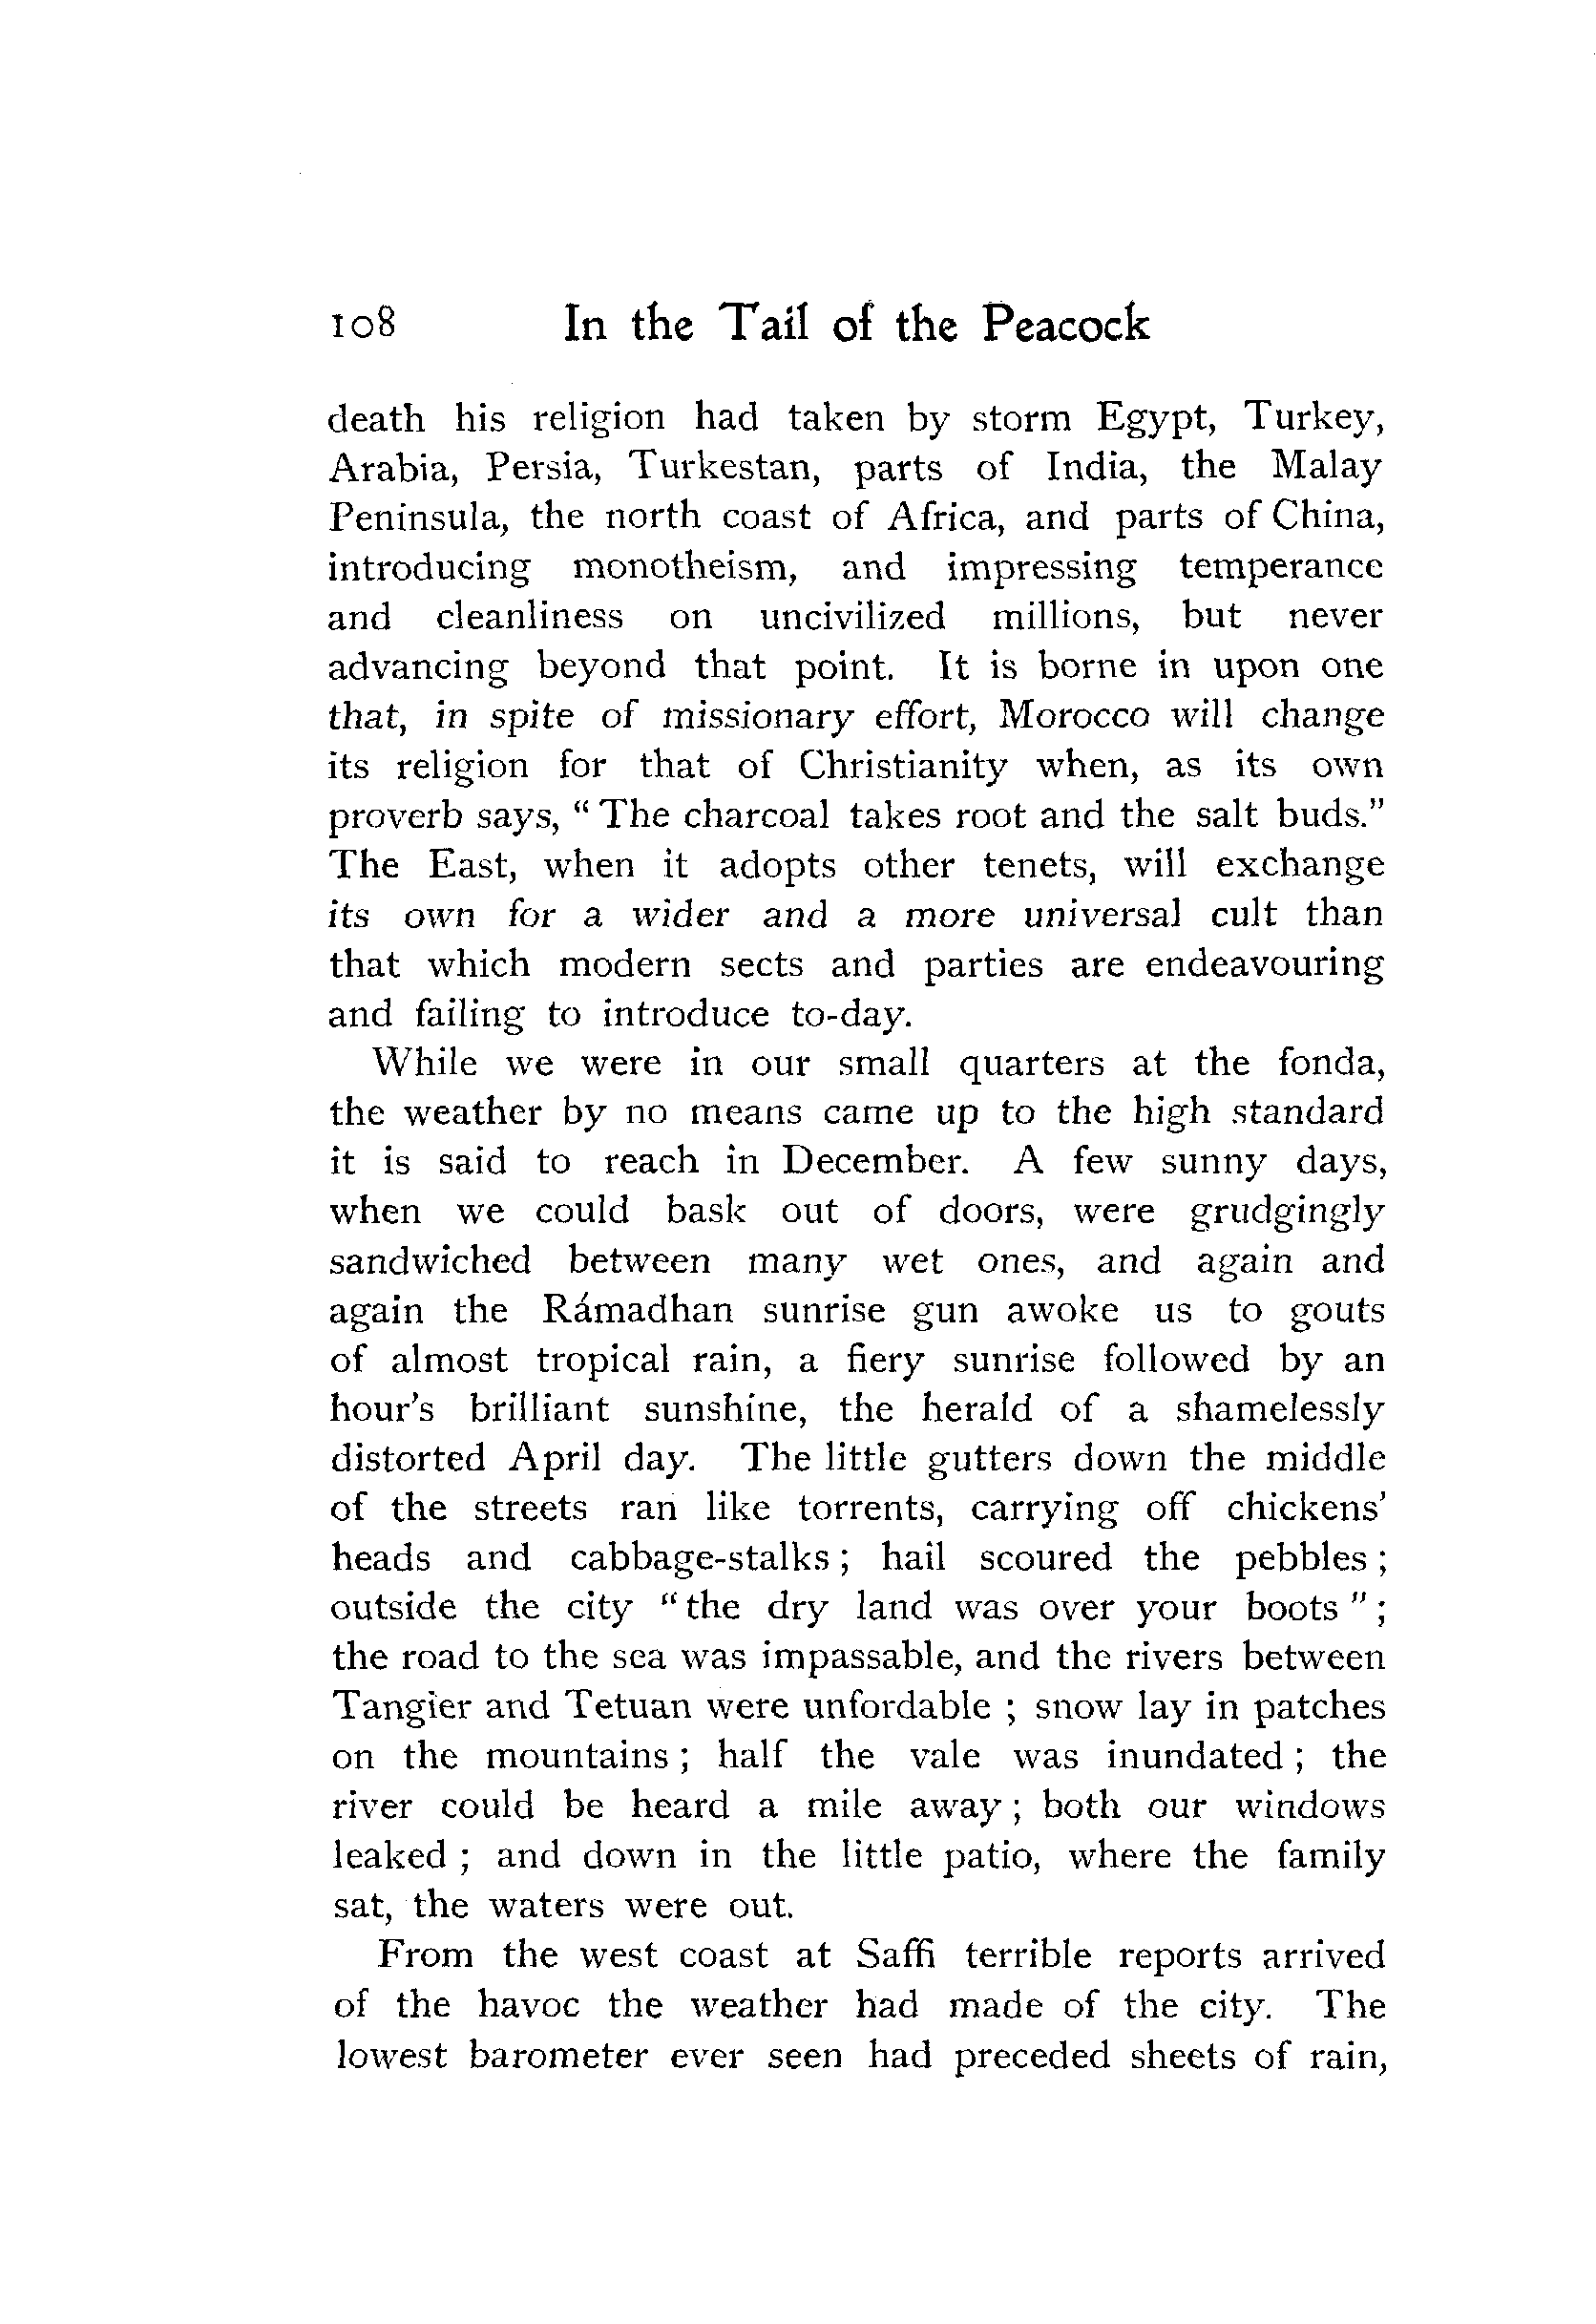 108 In the Tail of the Peacock
death his religion had taken by storm Egypt, Turkey,
Arabia, Persia, Turkestan, parts of India, the Malay
Peninsula, the north coast of Africa, and parts of China,
introducing monotheism, and impressing temperance
and cleanliness on uncivilized millions, but never
advancing beyond that point. It is borne in upon one
that, in spite of missionary effort, Morocco will change
its religion for that of Christianity when, as its own
proverb says, “ The charcoal takes root and the salt buds.”
The East, when it adopts other tenets, will exchange
its own for a wider and a more universal cult than
that which modern sects and parties are endeavouring
and failing to introduce to-day.
While we were in our small quarters at the fonda,
the weather by no means came up to the high standard
it is said to reach in December. A few sunny days,
when we could bask out of doors, were grudgingly
sandwiched between many wet ones, and again and
again the Rámadhan sunrise gun awoke us to gouts
of almost tropical rain, a fiery sunrise followed by an
hour's brilliant sunshine, the herald of a shamelessly
distorted April day. The little gutters down the middle
of the streets ran like torrents, carrying off chickens'
heads and cabbage-stalks ; hail scoured the pebbles ;
outside the city “ the dry land was over your boots ” ;
the road to the sea was impassable, and the rivers between
Tangier and Tetuan were unfordable ; snow lay in patches
on the mountains ; half the vale was inundated ; the
river could be heard a mile away ; both our windows
leaked ; and down in the little patio, where the family
sat, the waters were out.
From the west coast at Saffi terrible reports arrived
of the havoc the weather had made of the city. The
lowest barometer ever seen had preceded sheets of rain,